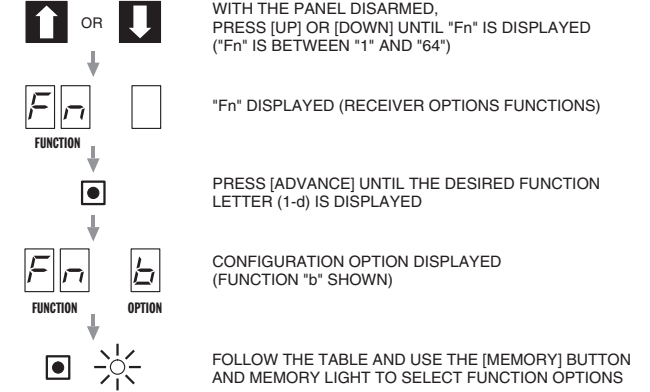 OR
WITH THE PANEL DISARMED,
PRESS [UP] OR [DOWN] UNTIL "Fn" IS DISPLAYED
("Fn" IS BETWEEN "1" AND "64")
Fn
FUNCTION
"Fn" DISPLAYED (RECEIVER OPTIONS FUNCTIONS)
PRESS [ADVANCE] UNTIL THE DESIRED FUNCTION
LETTER (1-d) IS DISPLAYED
Fn b
FUNCTION OPTION
CONFIGURATION OPTION DISPLAYED
(FUNCTION "b" SHOWN)
FOLLOW THE TABLE AND USE THE [MEMORY] BUTTON
AND MEMORY LIGHT TO SELECT FUNCTION OPTIONS